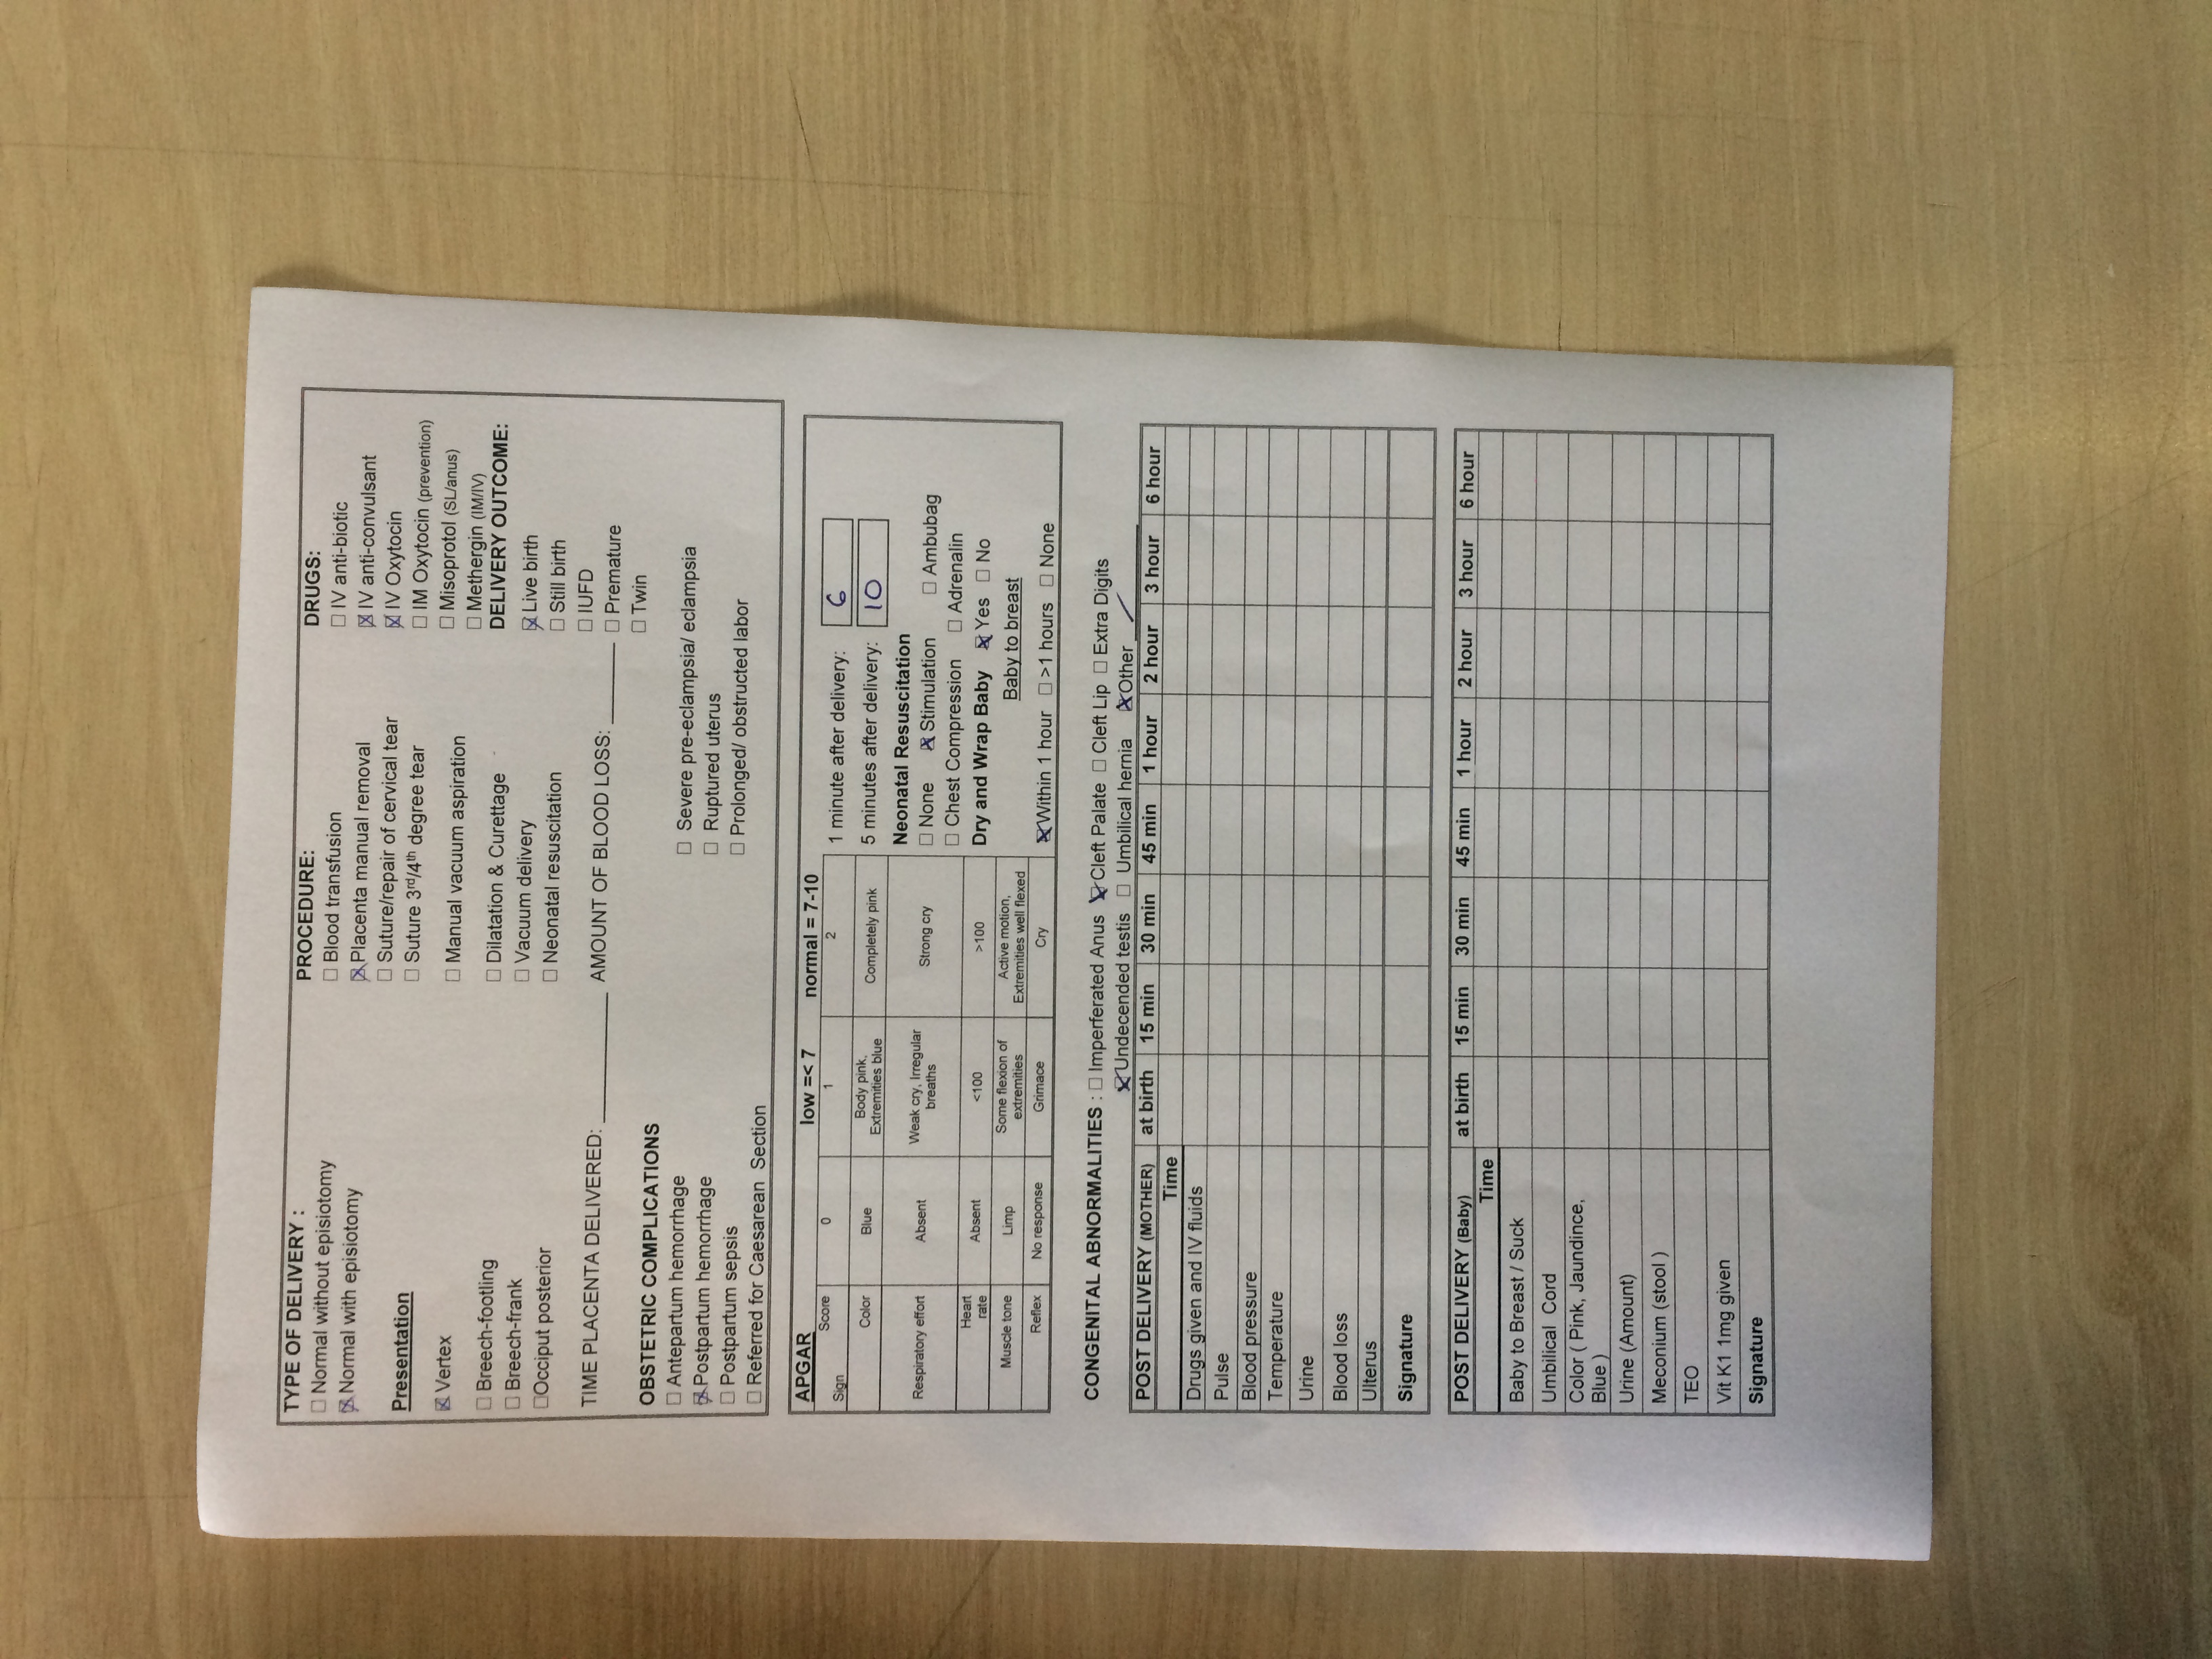 TYPE OF DELIVERY :
☐ Normal without episiotomy
☒ Normal with episiotomy
Presentation
☒ Vertex
☐ Breech-footling
☐ Breech-frank
☐ Occiput posterior
PROCEDURE:
☐ Blood transfusion
☒ Placenta manual removal
☐ Suture/repair of cervical tear
☐ Suture 3rd/4th degree tear
☐ Manual vacuum aspiration
☐ Dilatation & Curettage
☐ Vacuum delivery
☐ Neonatal resuscitation
DRUGS:
☐ IV anti-biotic
☒ IV anti-convulsant
☒ IV Oxytocin
☐ IM Oxytocin (prevention)
☐ Misoprotol (SL/anus)
☐ Methergin (IM/IV)
DELIVERY OUTCOME:
☒ Live birth
☐ Still birth
☐ IUFD
☐ Premature
☐ Twin
TIME PLACENTA DELIVERED: ____________ AMOUNT OF BLOOD LOSS: __________
OBSTETRIC COMPLICATIONS
☐ Antepartum hemorrhage
☒ Postpartum hemorrhage
☐ Postpartum sepsis
☐ Referred for Caesarean Section
☐ Severe pre-eclampsia/ eclampsia
☐ Ruptured uterus
☐ Prolonged/ obstructed labor
APGAR low =< 7 normal = 7-10
Score 0 1 2
Sign
Color Blue Body pink, Extremities blue Completely pink
Respiratory effort Absent Weak cry, Irregular breaths Strong cry
Heart rate Absent <100 >100
Muscle tone Limp Some flexion of extremities Active motion, Extremities well flexed
Reflex No response Grimace Cry
1 minute after delivery: 6
5 minutes after delivery: 10
Neonatal Resuscitation
☐ None ☒ Stimulation ☐ Ambubag
☐ Chest Compression ☐ Adrenalin
Dry and Wrap Baby ☒ Yes ☐ No
Baby to breast
☒ Within 1 hour ☐ >1 hours ☐ None
CONGENITAL ABNORMALITIES : ☐ Imperferated Anus ☒ Cleft Palate ☐ Cleft Lip ☐ Extra Digits
☒ Undecended testis ☐ Umbilical hernia ☒ Other /
POST DELIVERY (MOTHER) at birth 15 min 30 min 45 min 1 hour 2 hour 3 hour 6 hour
Time
Drugs given and IV fluids
Pulse
Blood pressure
Temperature
Urine
Blood loss
Ulterus
Signature
POST DELIVERY (Baby) at birth 15 min 30 min 45 min 1 hour 2 hour 3 hour 6 hour
Time
Baby to Breast / Suck
Umbilical Cord
Color ( Pink, Jaundince,
Blue )
Urine (Amount)
Meconium (stool )
TEO
Vit K1 1mg given
Signature